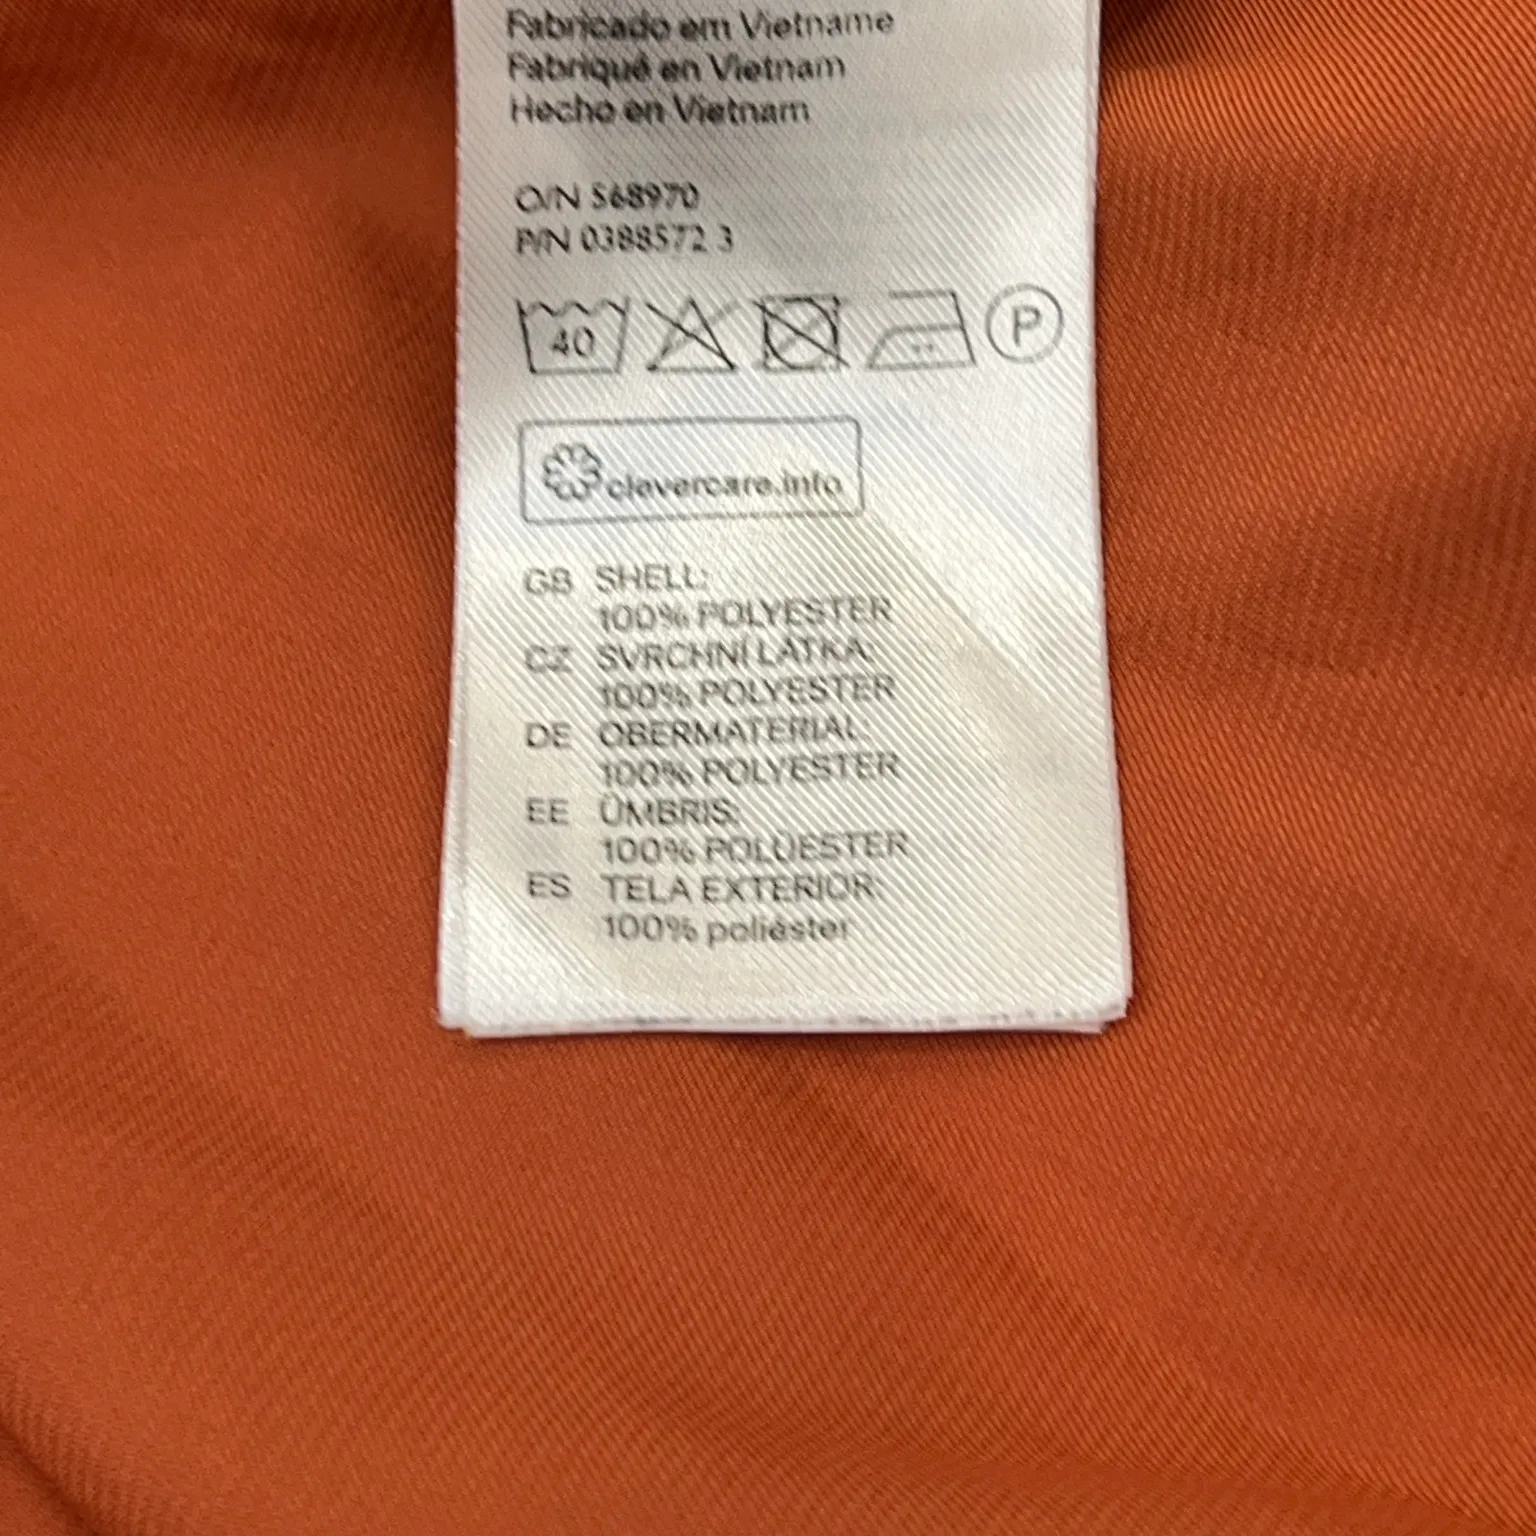 Fabricado em Vietname
Fabriqué en Vietnam
Hecho en Vietnam
O/N 568970
P/N 0388572 3
40 P
clevercare.info
GB SHELL:
100% POLYESTER
CZ SVRCHNÍ LÁTKA:
100% POLYESTER
DE OBERMATERIAL:
100% POLYESTER
EE ÜMBRIS:
100% POLÜESTER
ES TELA EXTERIOR:
100% poliéster